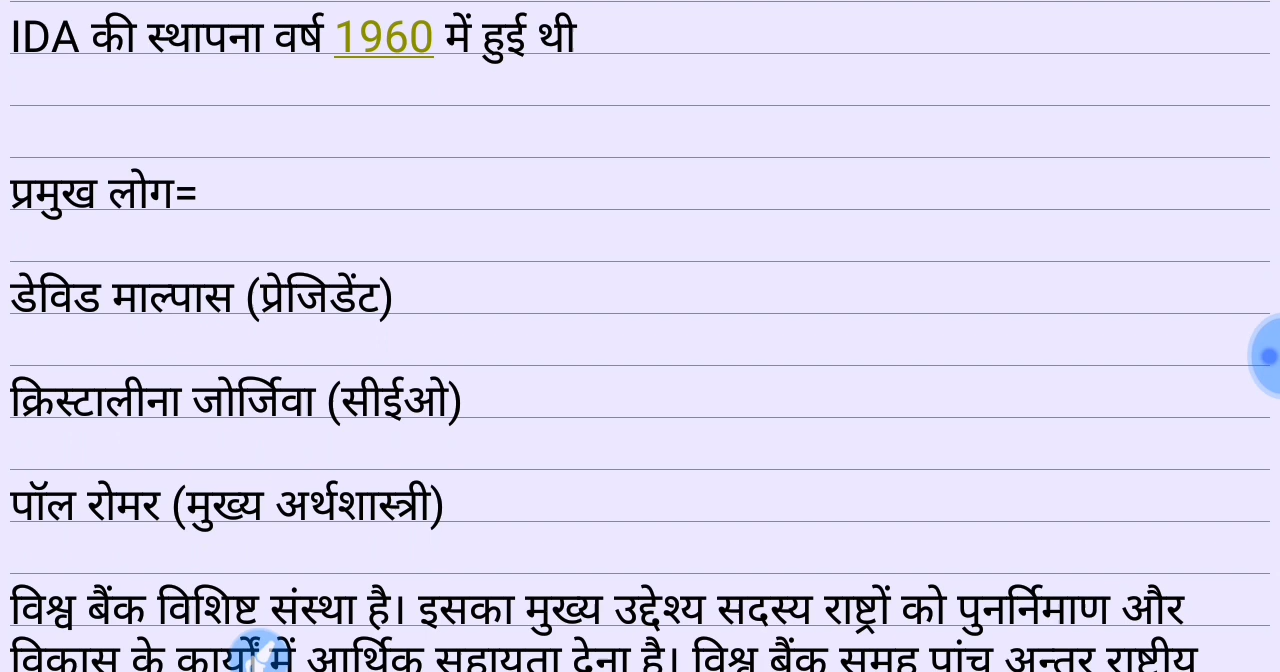 IDA की स्थापना वर्ष 1960 में हुई थी
प्रमुख लोग=
डेविड माल्पास (प्रेजिडेंट)
क्रिस्टालीना जोर्जिवा (सीईओ)
पॉल रोमर (मुख्य अर्थशास्त्री)
विश्व बैंक विशिष्ट संस्था है। इसका मुख्य उद्देश्य सदस्य राष्ट्रों को पुनर्निमाण और
विकास के कार्यों में आर्थिक सहायता देना है। विश्व बैंक समूह पांच अन्तर राष्ट्रीय